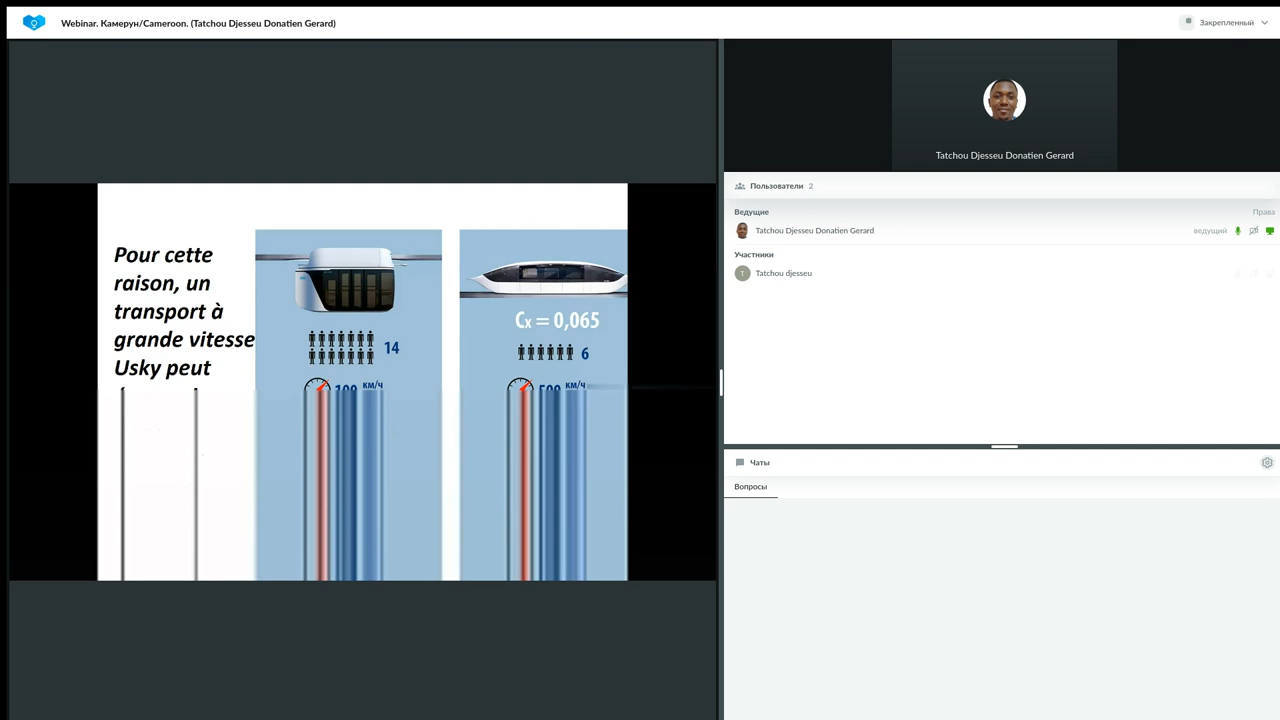 Webinar. Камерун/Cameroon. (Tatchou Djesseu Donatien Gerard)
Закрепленный
Tatchou Djesseu Donatien Gerard
Пользователи 2
Ведущие
Права
Tatchou Djesseu Donatien Gerard
ведущий
Участники
T
Tatchou djesseu
Чаты
Вопросы
Pour cette
raison, un
transport à
grande vitesse
Usky peut
14
км/ч
Cx = 0,065
6
км/ч